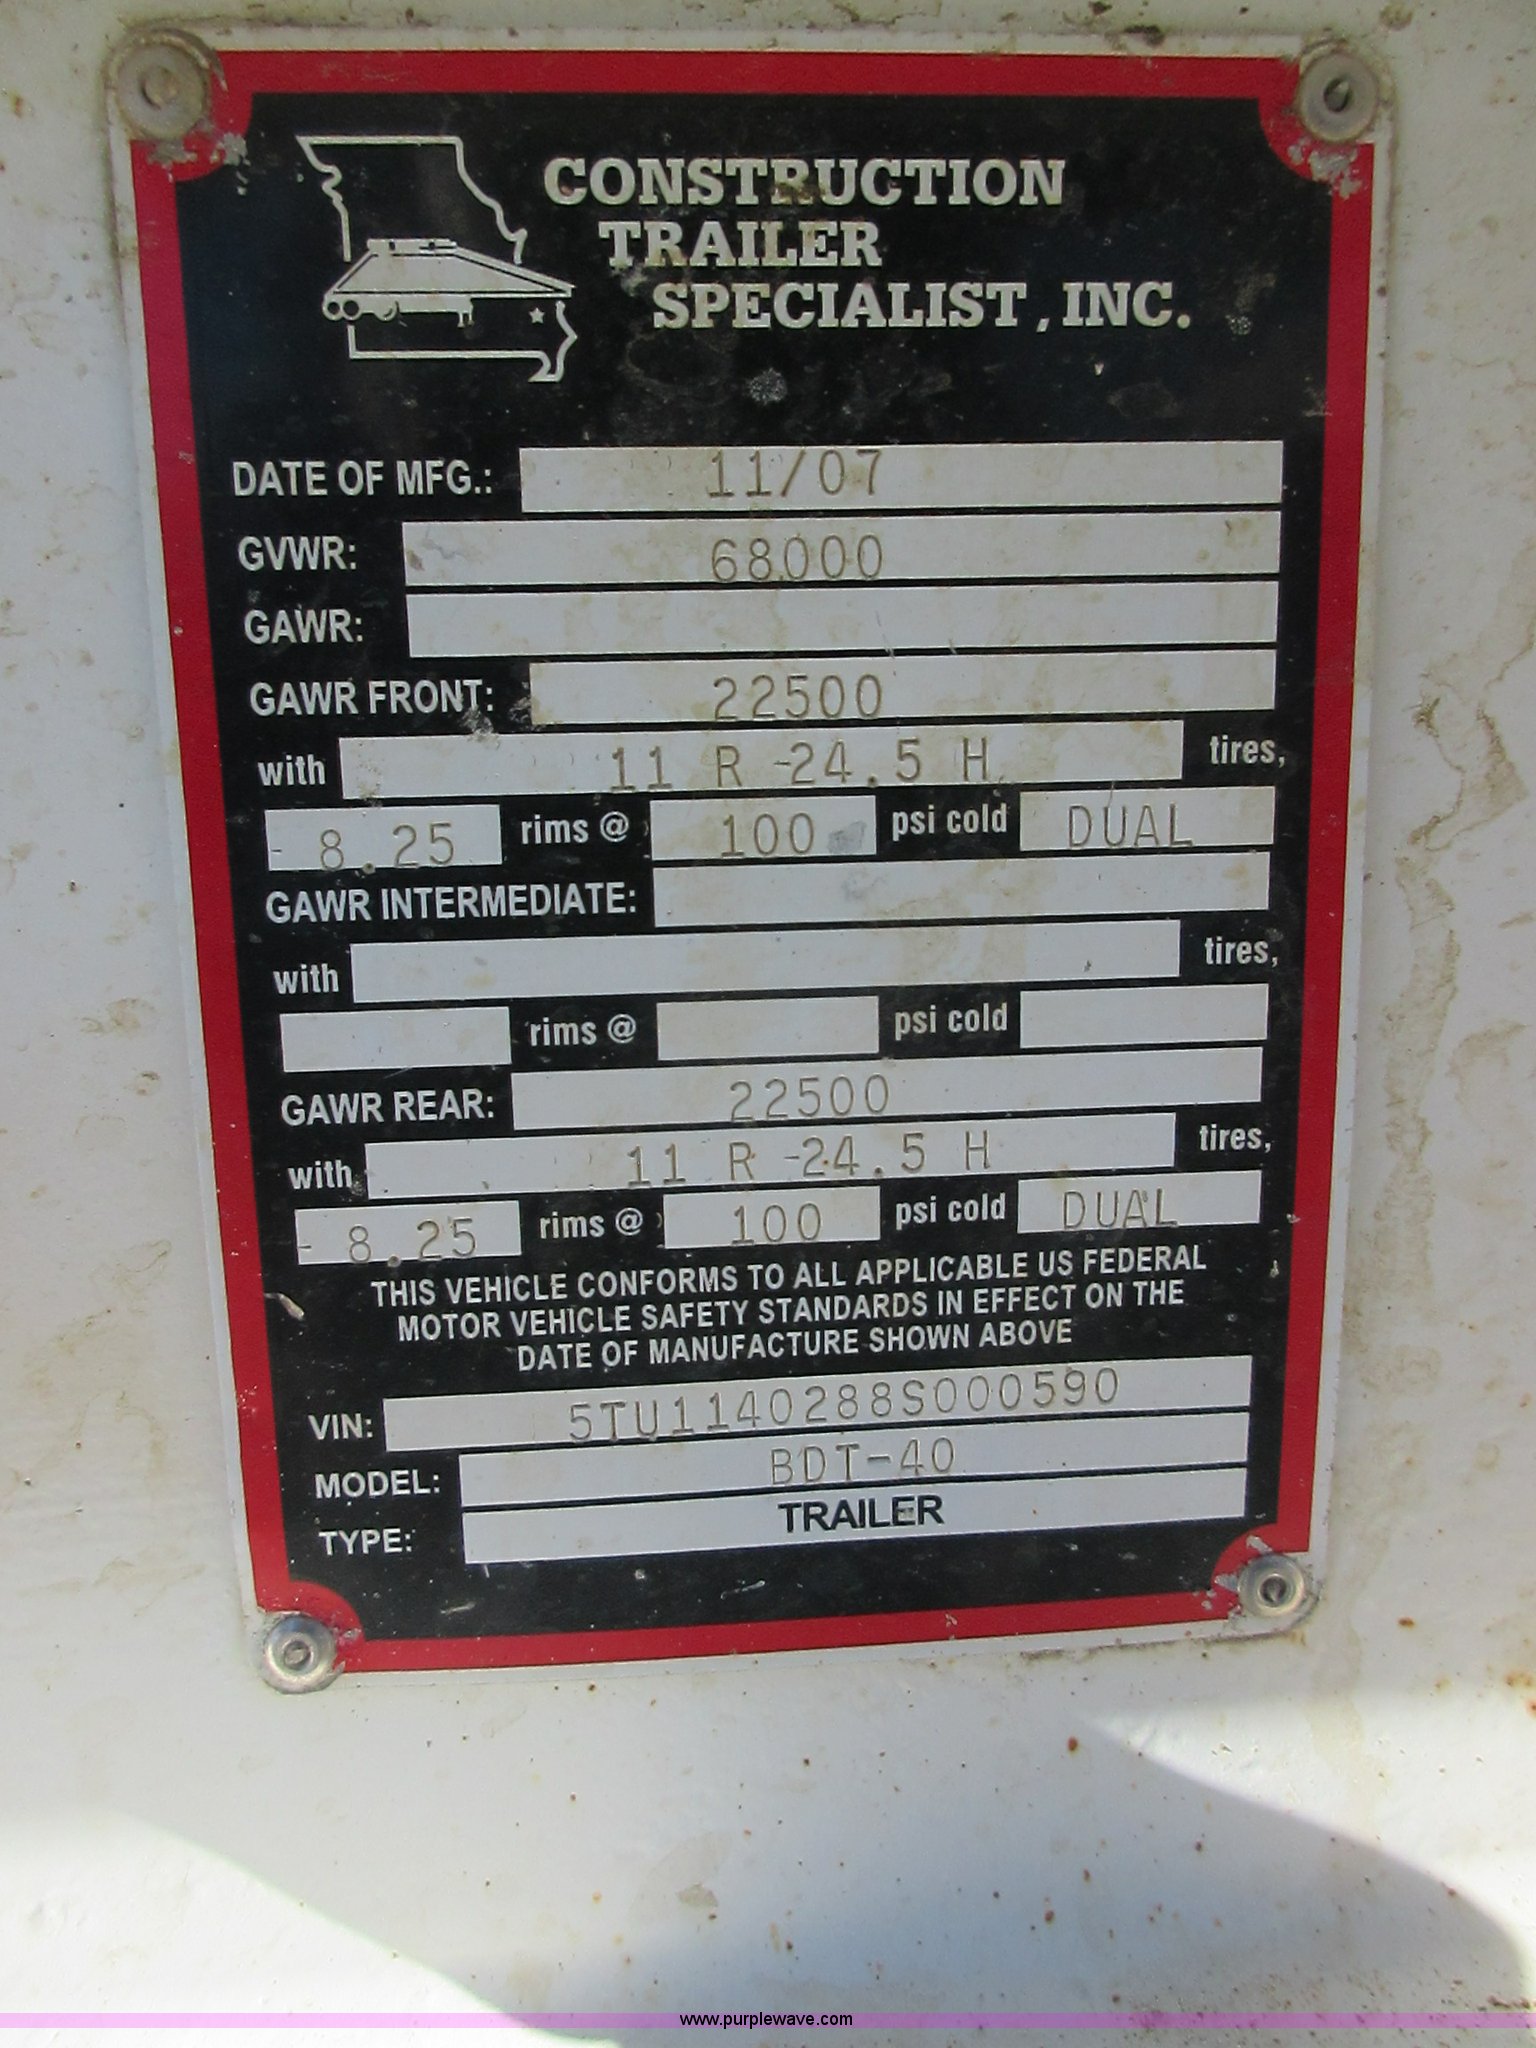 CONSTRUCTION
TRAILER
SPECIALIST, INC.
DATE OF MFG.: 11/07
GVWR: 68000
GAWR:
GAWR FRONT: 22500
with 11 R -24.5 H tires,
- 8.25 rims @ 100 psi cold DUAL
GAWR INTERMEDIATE:
with tires,
rims @ psi cold
GAWR REAR: 22500
with 11 R -24.5 H tires,
- 8.25 rims @ 100 psi cold DUAL
THIS VEHICLE CONFORMS TO ALL APPLICABLE US FEDERAL
MOTOR VEHICLE SAFETY STANDARDS IN EFFECT ON THE
DATE OF MANUFACTURE SHOWN ABOVE
VIN: 5TU1140288S000590
MODEL: BDT-40
TYPE: TRAILER
www.purplewave.com